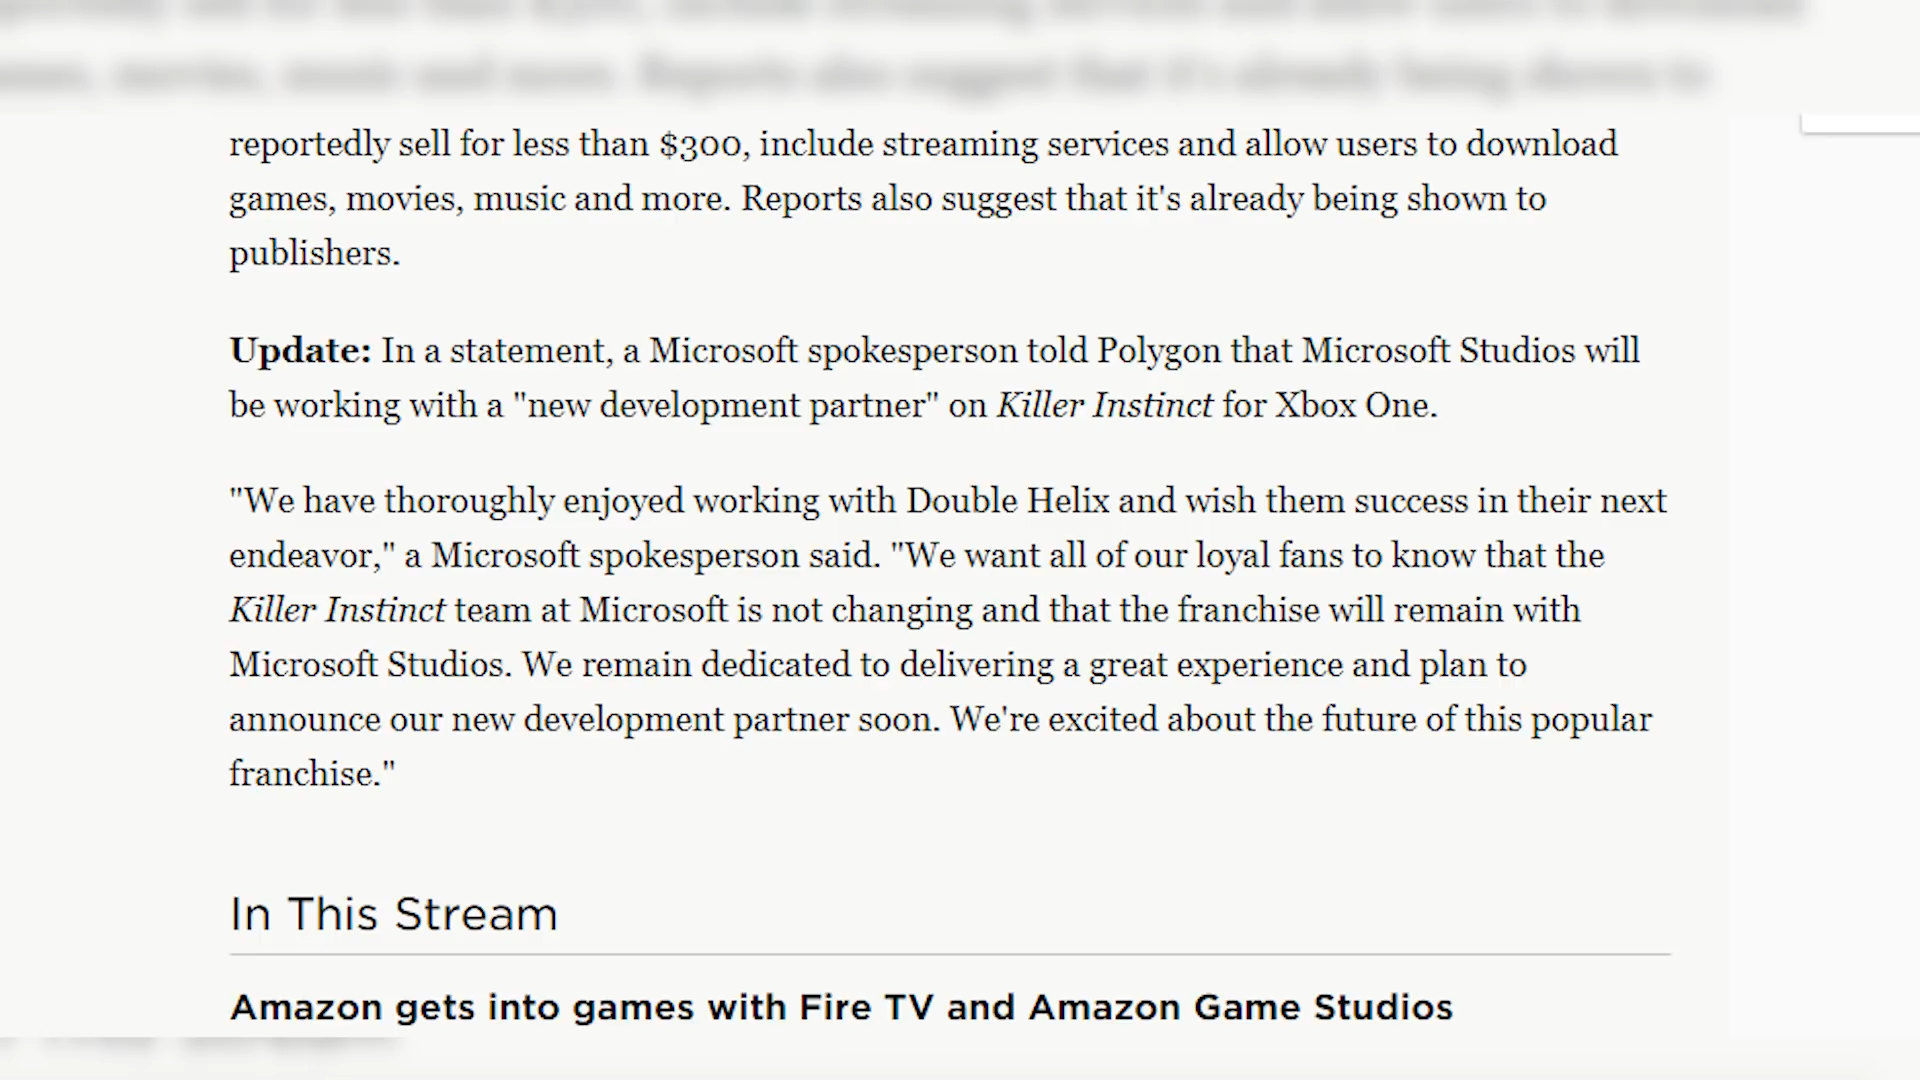 reportedly sell for less than $300, include streaming services and allow users to download
games, movies, music and more. Reports also suggest that it's already being shown to
publishers.
Update: In a statement, a Microsoft spokesperson told Polygon that Microsoft Studios will
be working with a "new development partner" on Killer Instinct for Xbox One.
"We have thoroughly enjoyed working with Double Helix and wish them success in their next
endeavor," a Microsoft spokesperson said. "We want all of our loyal fans to know that the
Killer Instinct team at Microsoft is not changing and that the franchise will remain with
Microsoft Studios. We remain dedicated to delivering a great experience and plan to
announce our new development partner soon. We're excited about the future of this popular
franchise."
In This Stream
Amazon gets into games with Fire TV and Amazon Game Studios